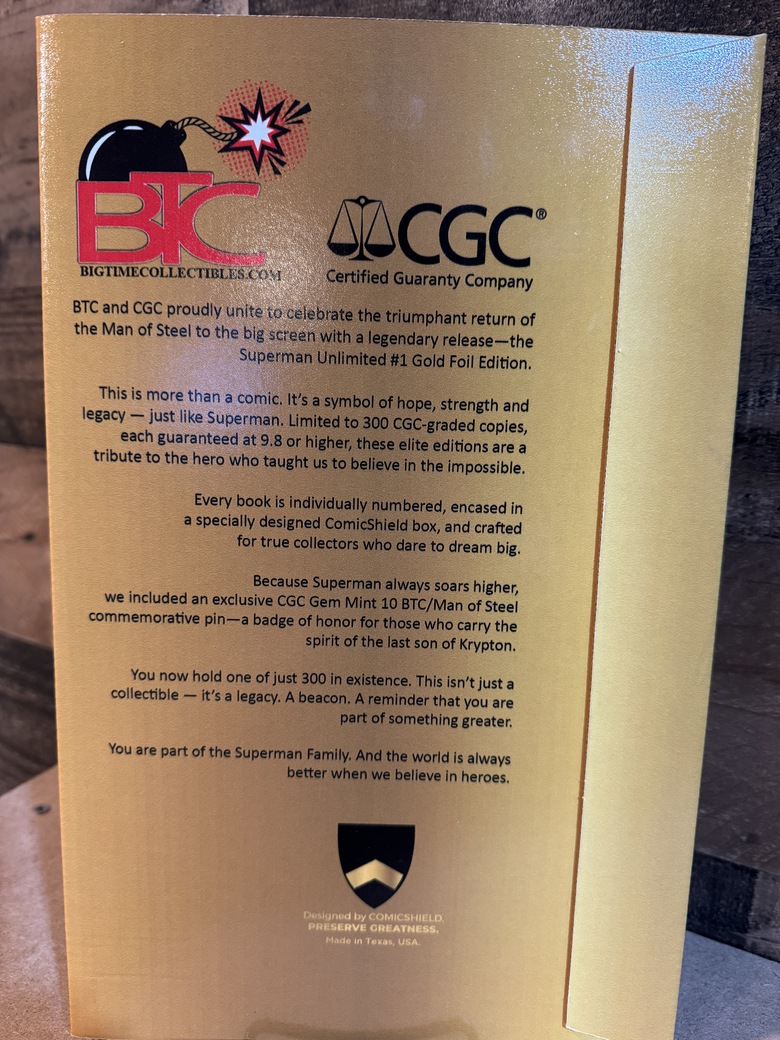 BTC
BIGTIMECOLLECTIBLES.COM
CGC®
Certified Guaranty Company
BTC and CGC proudly unite to celebrate the triumphant return of
the Man of Steel to the big screen with a legendary release—the
Superman Unlimited #1 Gold Foil Edition.
This is more than a comic. It's a symbol of hope, strength and
legacy — just like Superman. Limited to 300 CGC-graded copies,
each guaranteed at 9.8 or higher, these elite editions are a
tribute to the hero who taught us to believe in the impossible.
Every book is individually numbered, encased in
a specially designed ComicShield box, and crafted
for true collectors who dare to dream big.
Because Superman always soars higher,
we included an exclusive CGC Gem Mint 10 BTC/Man of Steel
commemorative pin—a badge of honor for those who carry the
spirit of the last son of Krypton.
You now hold one of just 300 in existence. This isn't just a
collectible — it's a legacy. A beacon. A reminder that you are
part of something greater.
You are part of the Superman Family. And the world is always
better when we believe in heroes.
Designed by COMICSHIELD.
PRESERVE GREATNESS.
Made in Texas, USA.